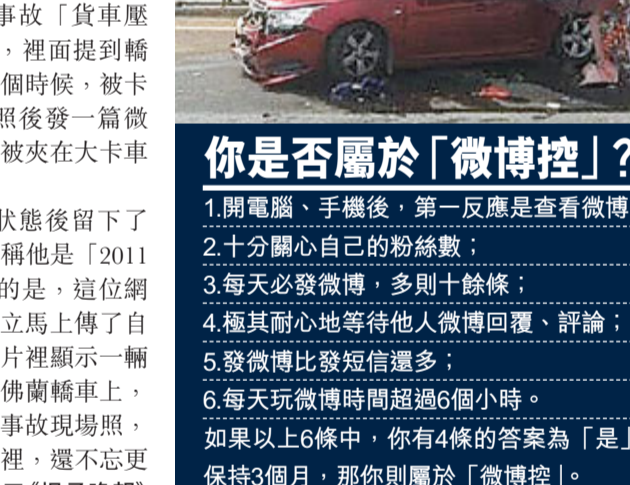 事故「貨車壓
，裡面提到轎
個時候，被卡
照後發一篇微
被夾在大卡車
狀態後留下了
稱他是「2011
的是，這位網
立馬上傳了自
片裡顯示一輛
佛蘭轎車上，
事故現場照，
裡，還不忘更
你是否屬於「微博控」？
1.開電腦、手機後，第一反應是查看微博
2.十分關心自己的粉絲數；
3.每天必發微博，多則十餘條；
4.極其耐心地等待他人微博回覆、評論；
5.發微博比發短信還多；
6.每天玩微博時間超過6個小時。
如果以上6條中，你有4條的答案為「是」
保持3個月，那你則屬於「微博控」。